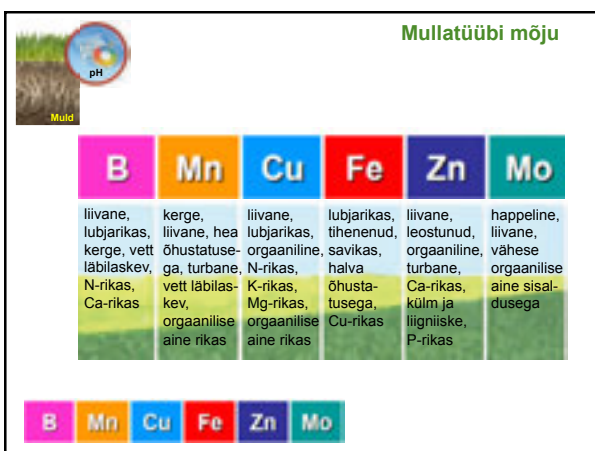 Mullatüübi mõju
pH
Muld
B
Mn
Cu
Fe
Zn
Mo
liivane,
lubjarikas,
kerge, vett
läbilaskev,
N-rikas,
Ca-rikas
kerge,
liivane, hea
õhustatuse-
ga, turbane,
vett läbilas-
kev,
orgaanilise
aine rikas
liivane,
lubjarikas,
orgaaniline,
N-rikas,
K-rikas,
Mg-rikas,
orgaanilise
aine rikas
lubjarikas,
tihenenud,
savikas,
halva
õhusta-
tusega,
Cu-rikas
liivane,
leostunud,
orgaaniline,
turbane,
Ca-rikas,
külm ja
liigniiske,
P-rikas
happeline,
liivane,
vähese
orgaanilise
aine sisal-
dusega
B Mn Cu Fe Zn Mo